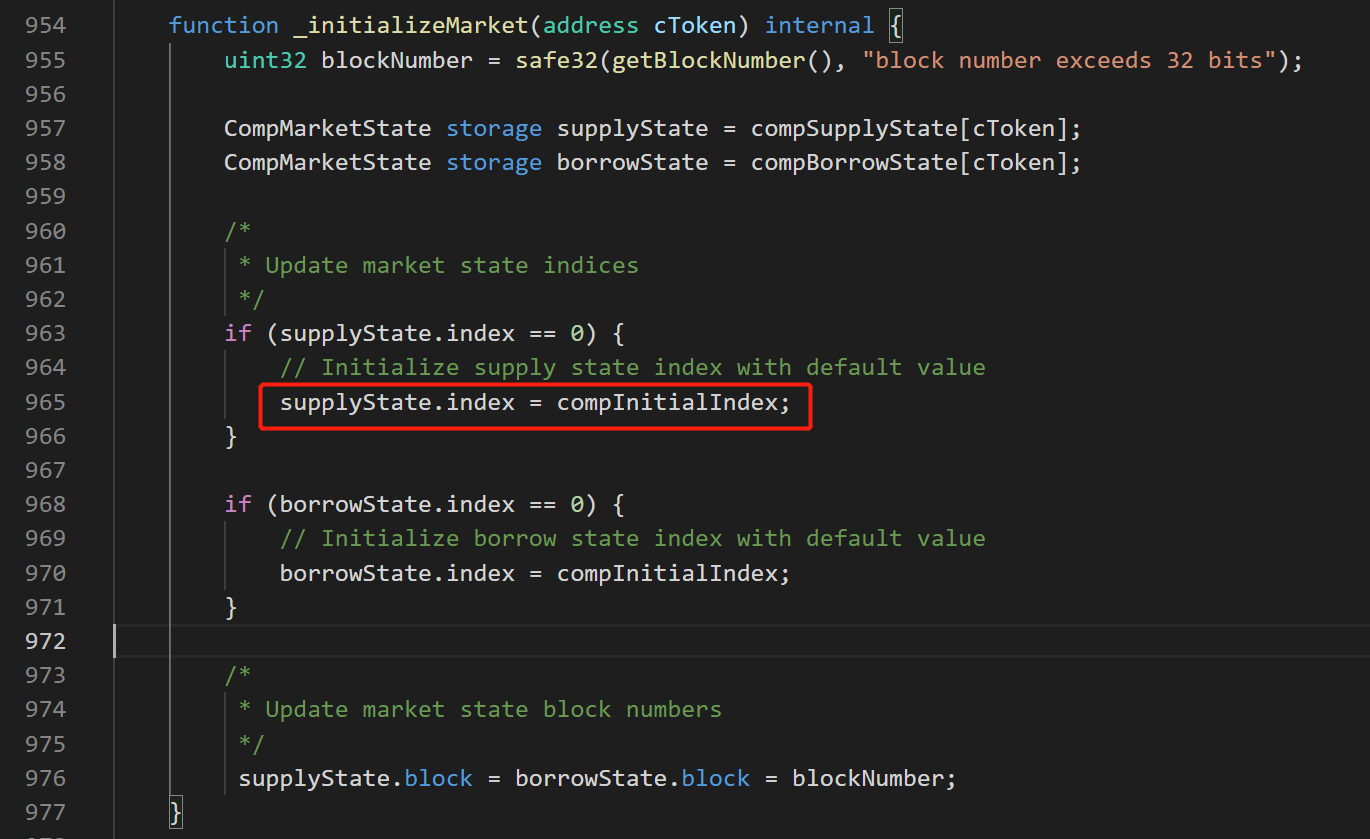 954 function _initializeMarket(address cToken) internal {
955 uint32 blockNumber = safe32(getBlockNumber(), "block number exceeds 32 bits");
956
957 CompMarketState storage supplyState = compSupplyState[cToken];
958 CompMarketState storage borrowState = compBorrowState[cToken];
959
960 /*
961 * Update market state indices
962 */
963 if (supplyState.index == 0) {
964 // Initialize supply state index with default value
965 supplyState.index = compInitialIndex;
966 }
967
968 if (borrowState.index == 0) {
969 // Initialize borrow state index with default value
970 borrowState.index = compInitialIndex;
971 }
972
973 /*
974 * Update market state block numbers
975 */
976 supplyState.block = borrowState.block = blockNumber;
977 }